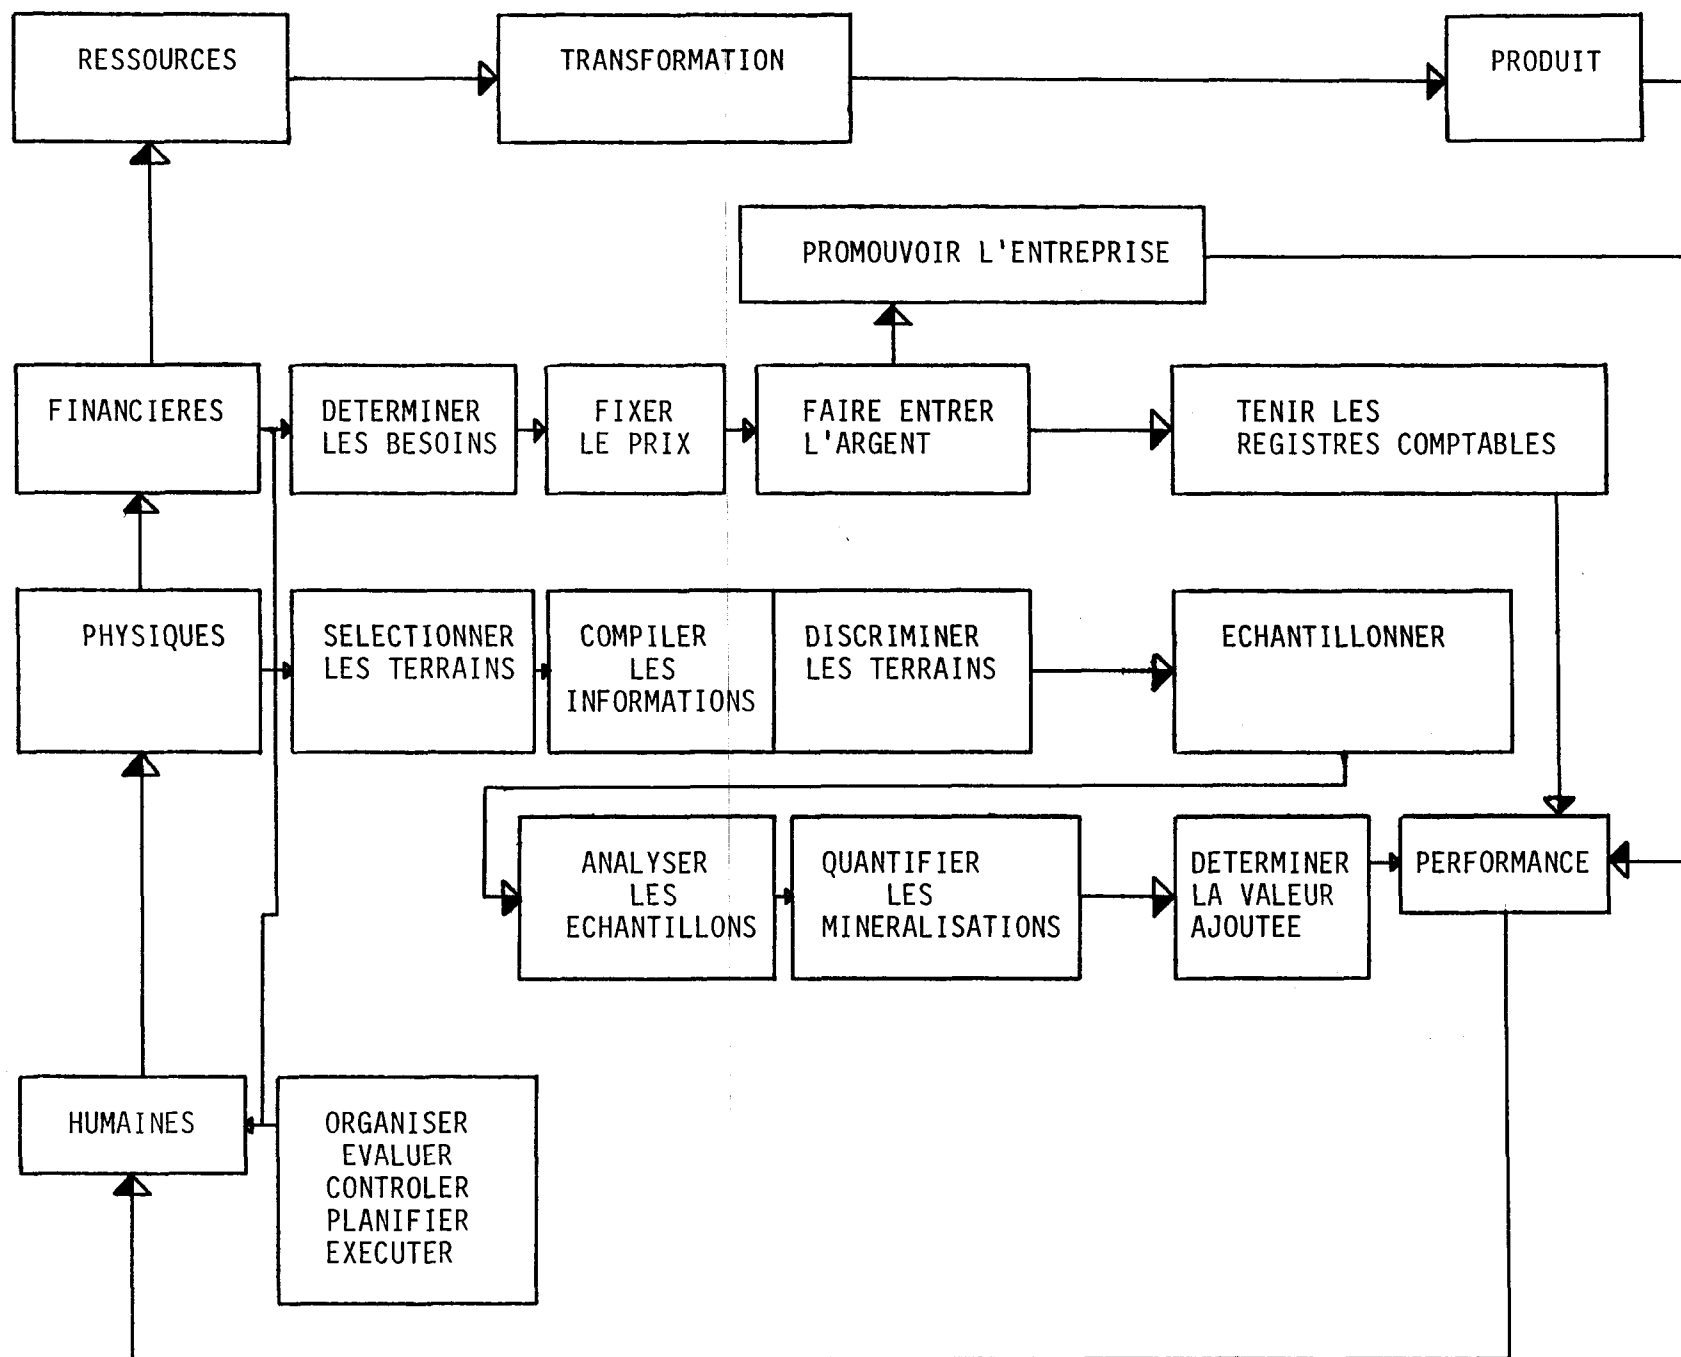 RESSOURCES
TRANSFORMATION
PRODUIT
PROMOUVOIR L'ENTREPRISE
FINANCIERES
DETERMINER
LES BESOINS
FIXER
LE PRIX
FAIRE ENTRER
L'ARGENT
TENIR LES
REGISTRES COMPTABLES
PHYSIQUES
SELECTIONNER
LES TERRAINS
COMPILER
LES
INFORMATIONS
DISCRIMINER
LES TERRAINS
ECHANTILLONNER
ANALYSER
LES
ECHANTILLONS
QUANTIFIER
LES
MINERALISATIONS
DETERMINER
LA VALEUR
AJOUTEE
PERFORMANCE
HUMAINES
ORGANISER
EVALUER
CONTROLER
PLANIFIER
EXECUTER